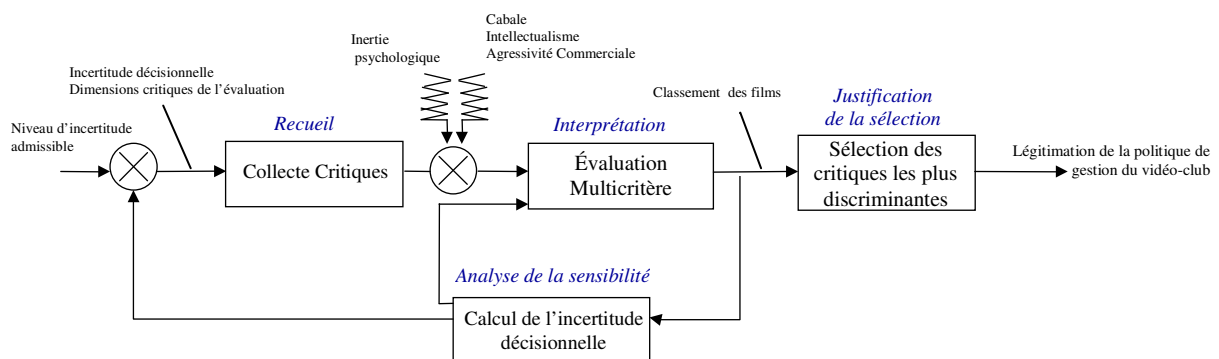 Cabale
Intellectualisme
Agressivité Commerciale
Inertie
psychologique
Incertitude décisionnelle
Dimensions critiques de l'évaluation
Classement des films
Justification
de la sélection
Niveau d'incertitude
admissible
Recueil
Interprétation
Collecte Critiques
Évaluation
Multicritère
Sélection des
critiques les plus
discriminantes
Légitimation de la politique de
gestion du vidéo-club
Analyse de la sensibilité
Calcul de l'incertitude
décisionnelle